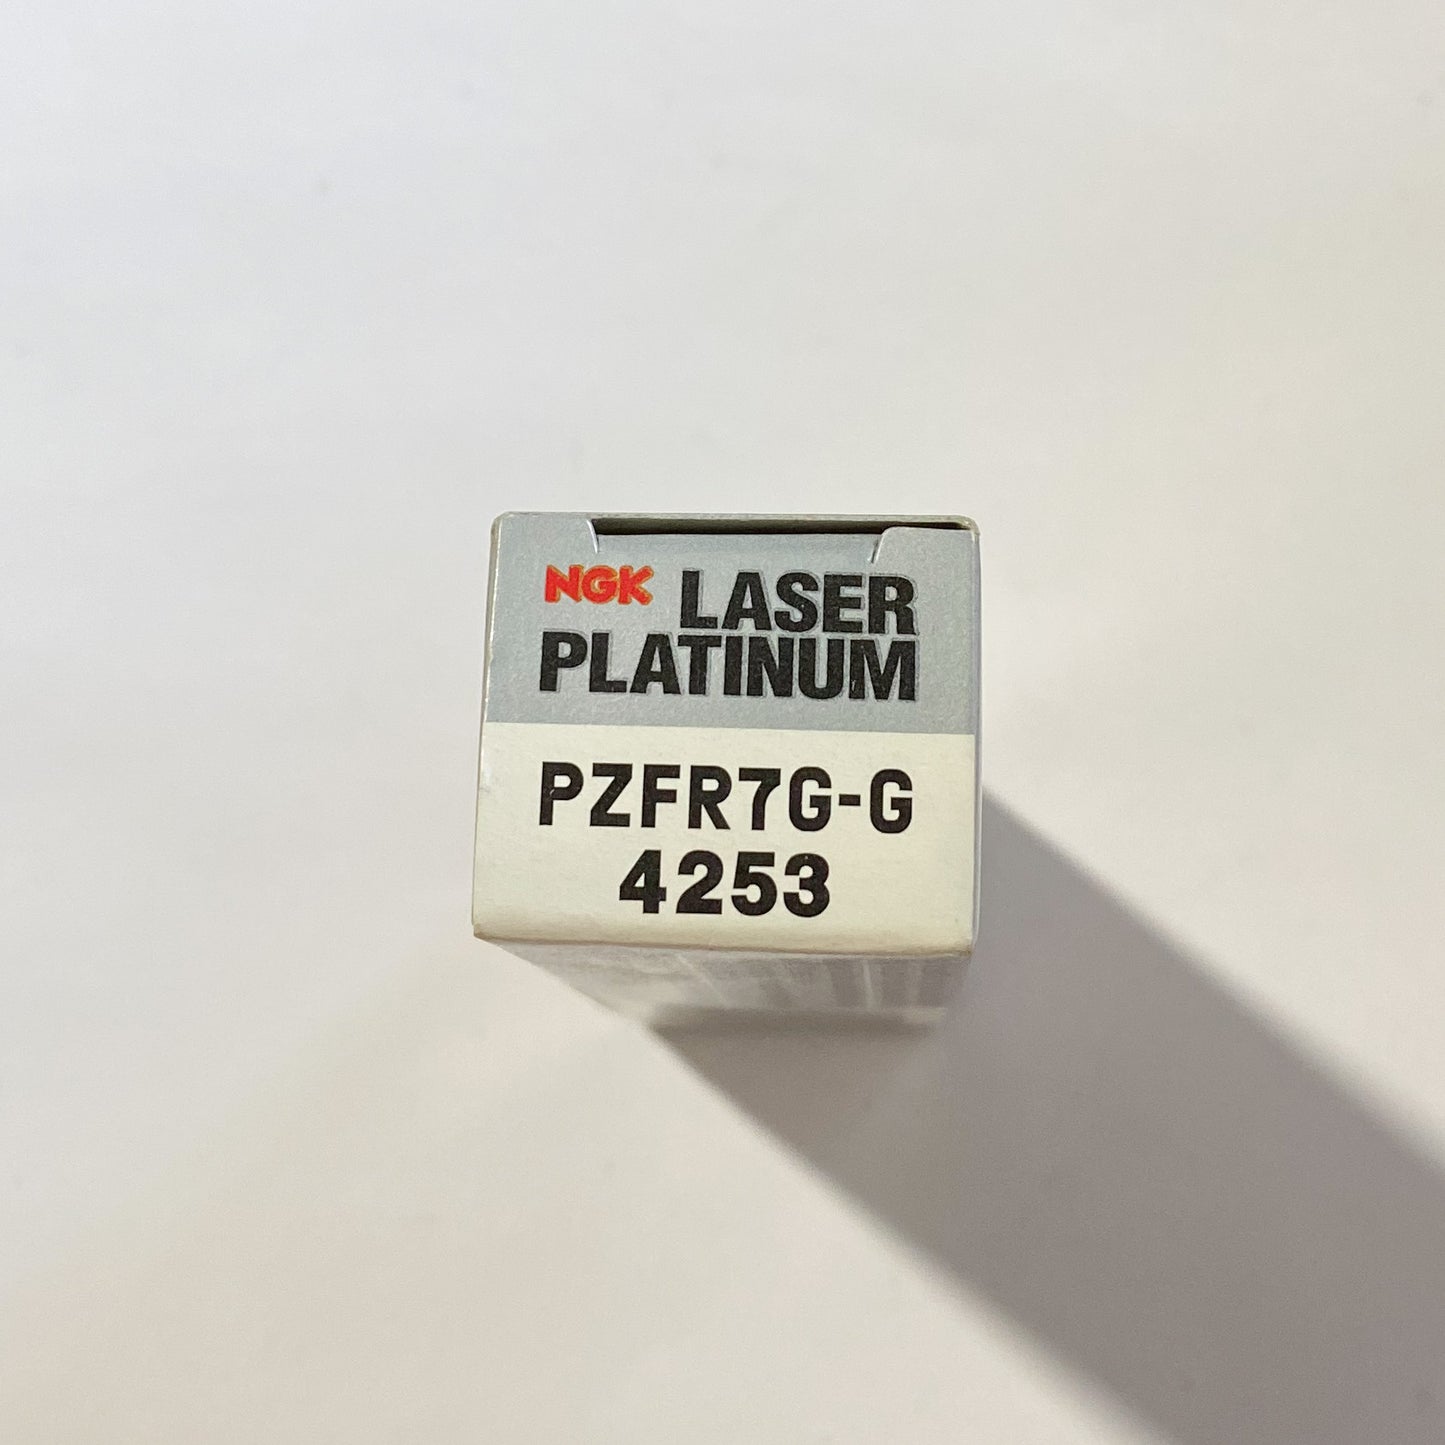 NGK LASER
PLATINUM
PZFR7G-G
4253